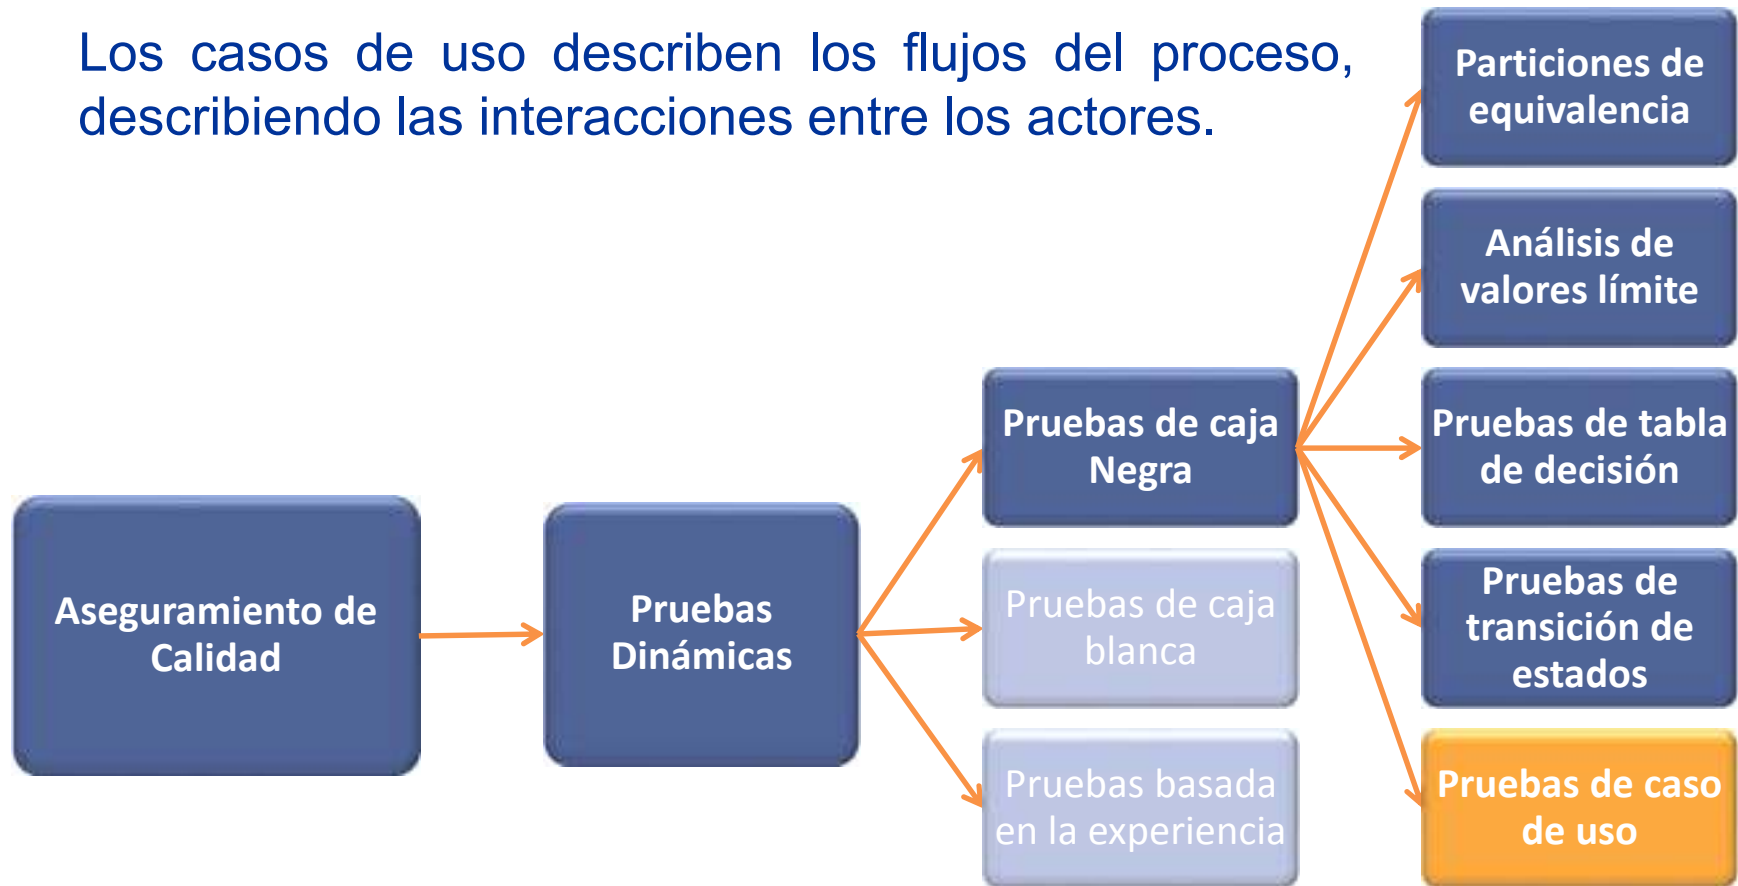 Los casos de uso describen los flujos del proceso,
describiendo las interacciones entre los actores.
Aseguramiento de
Calidad
Pruebas
Dinámicas
Pruebas de caja
Negra
Pruebas de caja
blanca
Pruebas basada
en la experiencia
Particiones de
equivalencia
Análisis de
valores límite
Pruebas de tabla
de decisión
Pruebas de
transición de
estados
Pruebas de caso
de uso